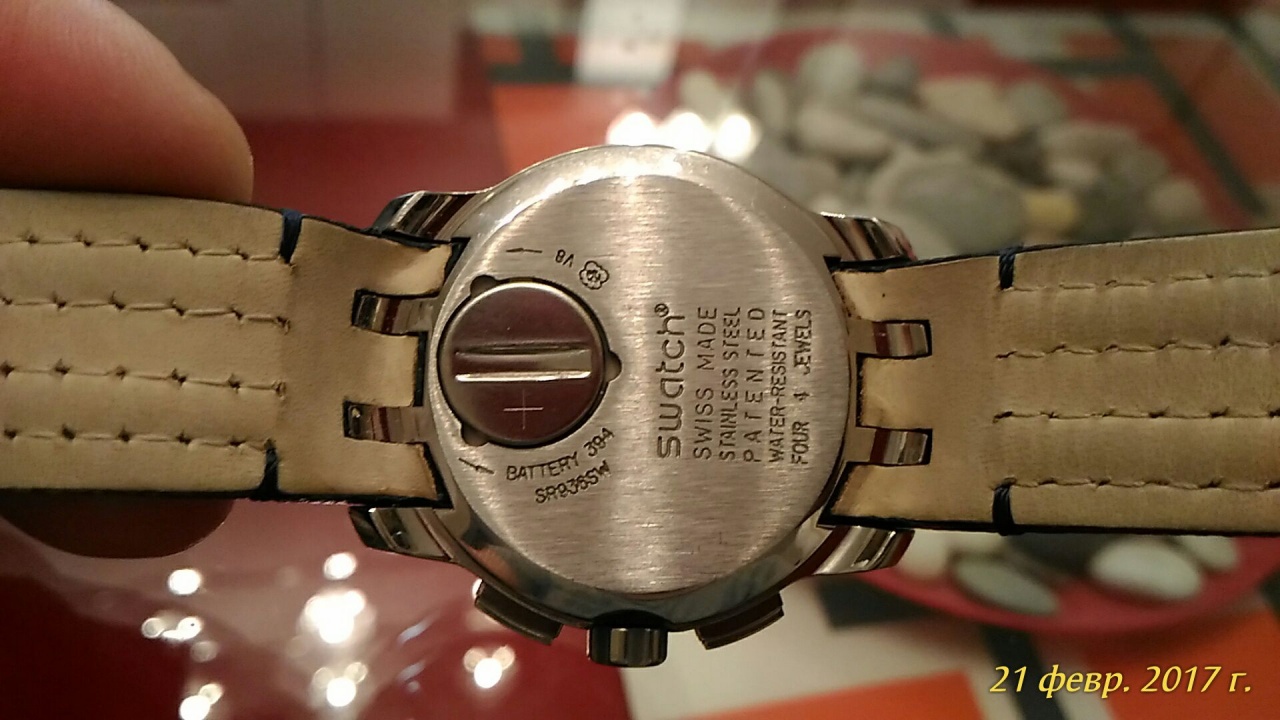 swatch®
SWISS MADE
STAINLESS STEEL
PATENTED
WATER-RESISTANT
FOUR 4 JEWELS
V8
BATTERY 394
SR936SW
+
21 февр. 2017 г.